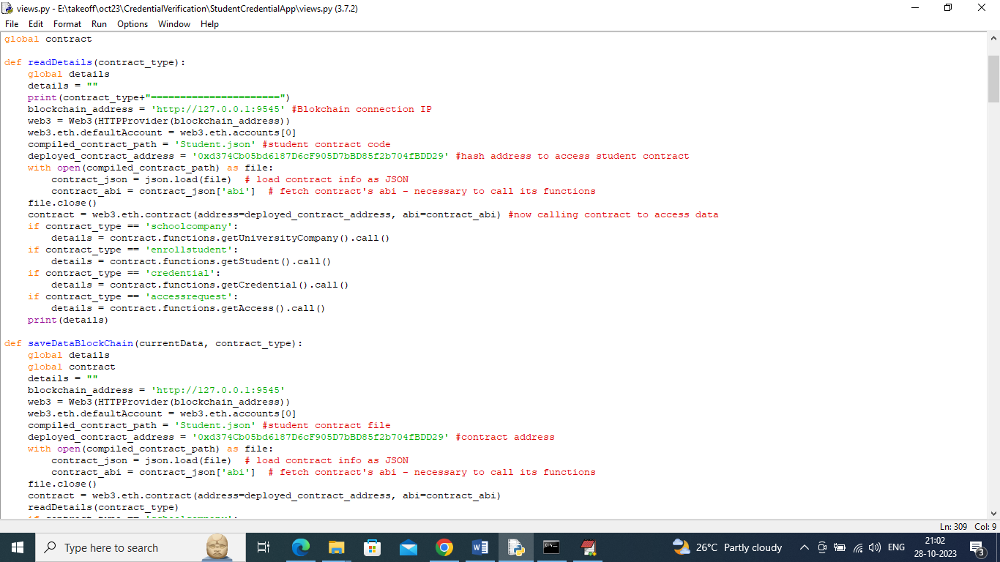 views.py - E:\takeoff\oct23\CredentialVerification\StudentCredentialApp\views.py (3.7.2)
File Edit Format Run Options Window Help
global contract
def readDetails(contract_type):
    global details
    details = ""
    print(contract_type+"======================")
    blockchain_address = 'http://127.0.0.1:9545' #Blokchain connection IP
    web3 = Web3(HTTPProvider(blockchain_address))
    web3.eth.defaultAccount = web3.eth.accounts[0]
    compiled_contract_path = 'Student.json' #student contract code
    deployed_contract_address = '0xd374Cb05bd6187D6cF905D7bBD85f2b704fBDD29' #hash address to access student contract
    with open(compiled_contract_path) as file:
        contract_json = json.load(file)  # load contract info as JSON
        contract_abi = contract_json['abi']  # fetch contract's abi - necessary to call its functions
    file.close()
    contract = web3.eth.contract(address=deployed_contract_address, abi=contract_abi) #now calling contract to access data
    if contract_type == 'schoolcompany':
        details = contract.functions.getUniversityCompany().call()
    if contract_type == 'enrollstudent':
        details = contract.functions.getStudent().call()
    if contract_type == 'credential':
        details = contract.functions.getCredential().call()
    if contract_type == 'accessrequest':
        details = contract.functions.getAccess().call()
    print(details)
def saveDataBlockChain(currentData, contract_type):
    global details
    global contract
    details = ""
    blockchain_address = 'http://127.0.0.1:9545'
    web3 = Web3(HTTPProvider(blockchain_address))
    web3.eth.defaultAccount = web3.eth.accounts[0]
    compiled_contract_path = 'Student.json' #student contract file
    deployed_contract_address = '0xd374Cb05bd6187D6cF905D7bBD85f2b704fBDD29' #contract address
    with open(compiled_contract_path) as file:
        contract_json = json.load(file)  # load contract info as JSON
        contract_abi = contract_json['abi']  # fetch contract's abi - necessary to call its functions
    file.close()
    contract = web3.eth.contract(address=deployed_contract_address, abi=contract_abi)
    readDetails(contract_type)
Ln: 309 Col: 9
Type here to search
26°C Partly cloudy
ENG
21:02
28-10-2023
3